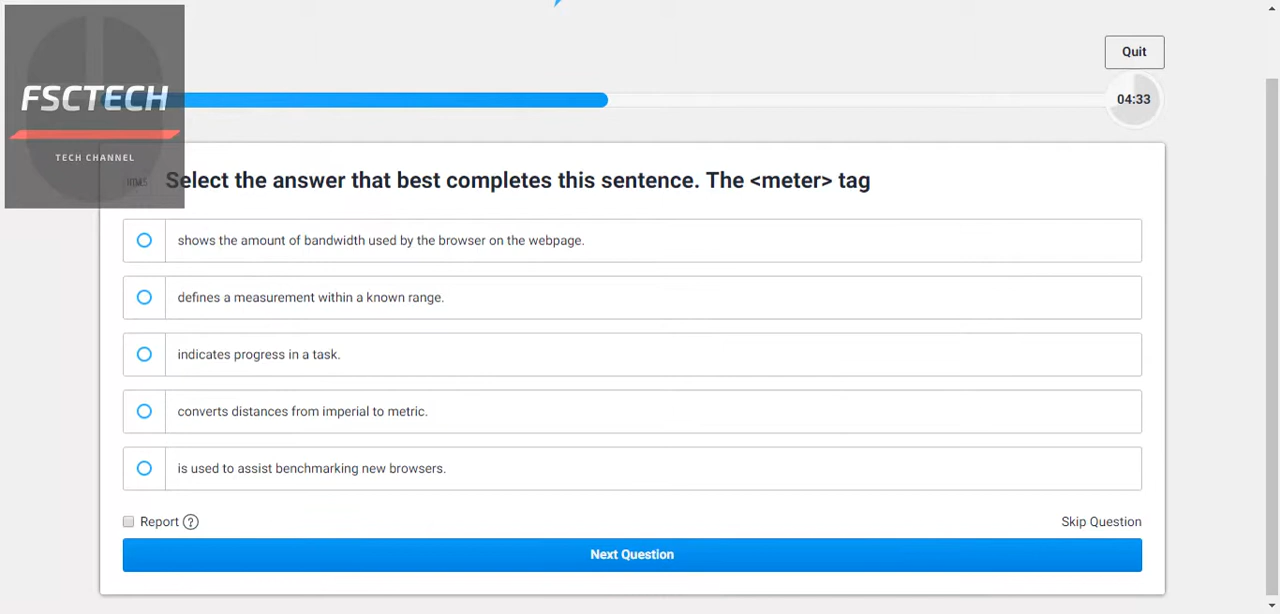 Quit
FSCTECH
04:33
TECH CHANNEL
Select the answer that best completes this sentence. The <meter> tag
shows the amount of bandwidth used by the browser on the webpage.
defines a measurement within a known range.
indicates progress in a task.
converts distances from imperial to metric.
is used to assist benchmarking new browsers.
Report ?
Skip Question
Next Question